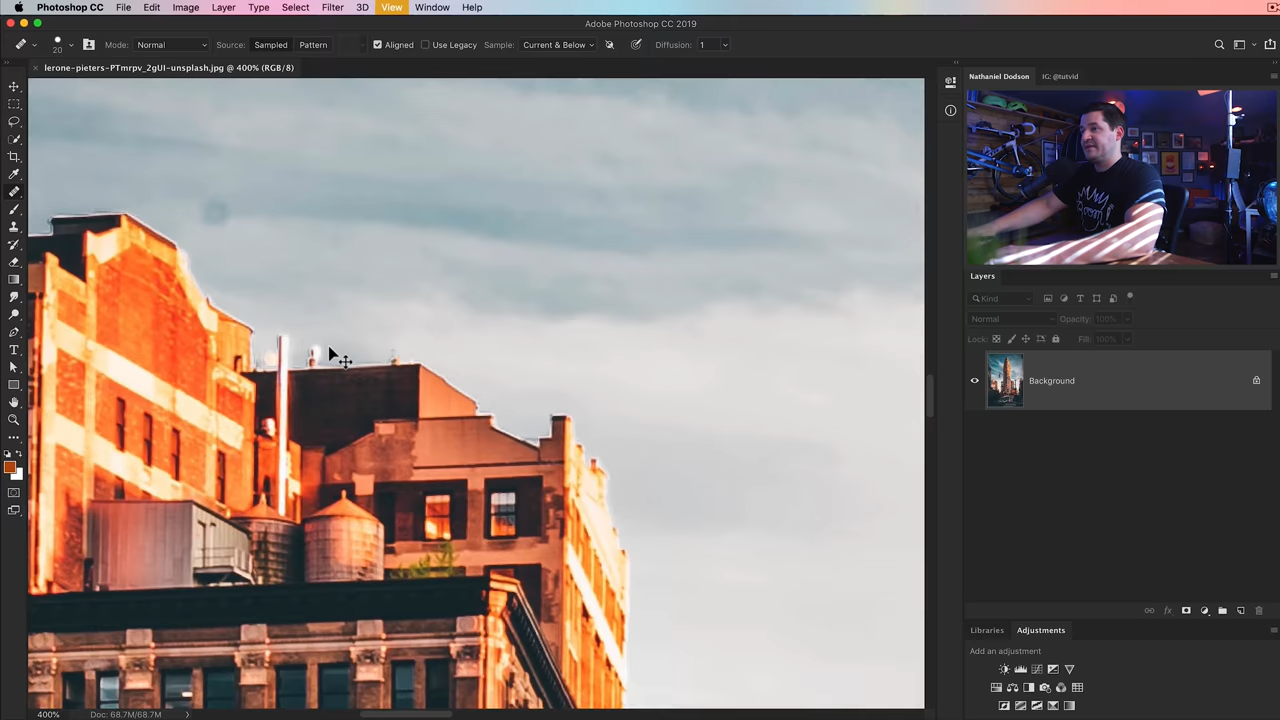 Photoshop CC File Edit Image Layer Type Select Filter 3D View Window Help
Adobe Photoshop CC 2019
20 Mode: Normal Source: Sampled Pattern Aligned Use Legacy Sample: Current & Below Diffusion: 1
lerone-pieters-PTmrpv_2gUI-unsplash.jpg @ 400% (RGB/8)
Nathaniel Dodson IG: @tutvid
Layers
Kind
Normal Opacity: 100%
Lock: Fill: 100%
Background
Libraries Adjustments
Add an adjustment
400% Doc: 68.7M/68.7M